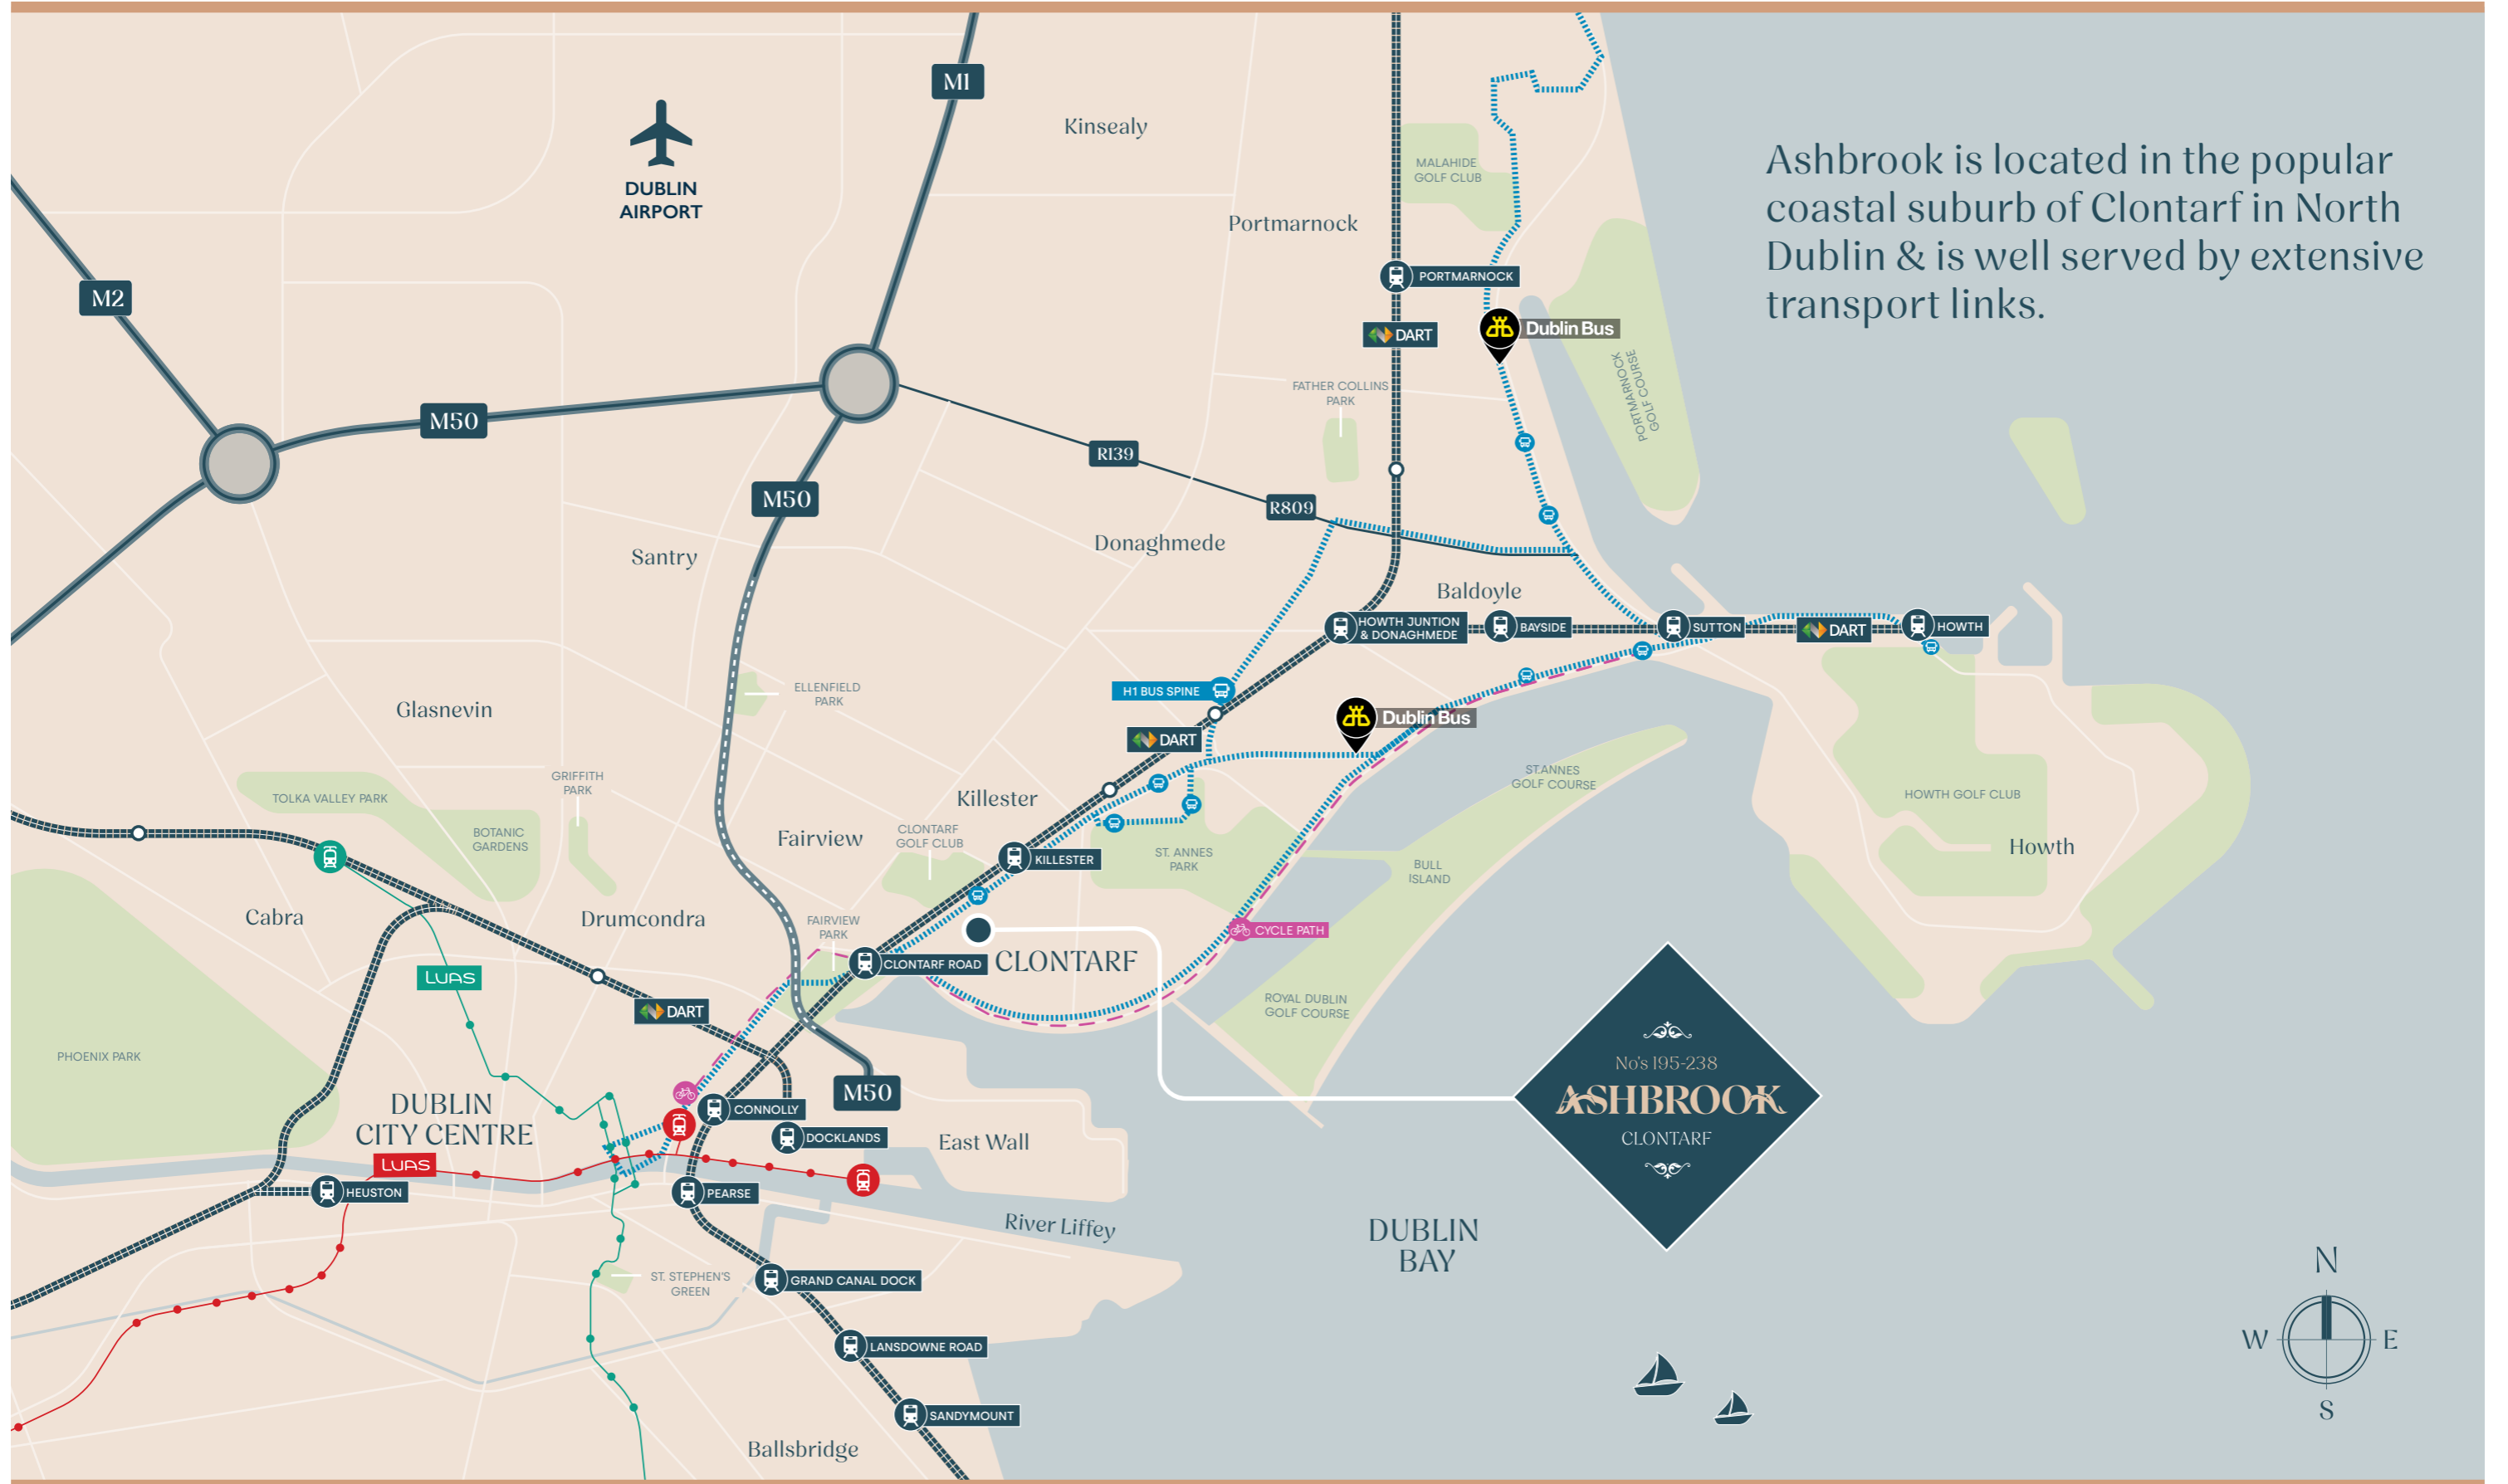 M1
Kinsealy
DUBLIN
AIRPORT
MALAHIDE
GOLF CLUB
Ashbrook is located in the popular
coastal suburb of Clontarf in North
Dublin & is well served by extensive
transport links.
Portmarnock
PORTMARNOCK
M2
DART
Dublin Bus
PORTMARNOCK
GOLF COURSE
FATHER COLLINS
PARK
M50
R139
M50
R809
Santry
Donaghmede
Baldoyle
HOWTH JUNTION
& DONAGHMEDE
BAYSIDE
SUTTON
DART
HOWTH
H1 BUS SPINE
ELLENFIELD
PARK
Glasnevin
Dublin Bus
DART
GRIFFITH
PARK
TOLKA VALLEY PARK
ST.ANNES
GOLF COURSE
HOWTH GOLF CLUB
Killester
BOTANIC
GARDENS
Fairview
CLONTARF
GOLF CLUB
Howth
KILLESTER
ST. ANNES
PARK
BULL
ISLAND
Cabra
Drumcondra
FAIRVIEW
PARK
CYCLE PATH
CLONTARF ROAD
CLONTARF
LUAS
DART
ROYAL DUBLIN
GOLF COURSE
PHOENIX PARK
No's 195-238
ASHBROOK
CLONTARF
M50
DUBLIN
CITY CENTRE
CONNOLLY
DOCKLANDS
East Wall
LUAS
HEUSTON
PEARSE
River Liffey
DUBLIN
BAY
ST. STEPHEN'S
GREEN
GRAND CANAL DOCK
N
W
E
S
LANSDOWNE ROAD
SANDYMOUNT
Ballsbridge